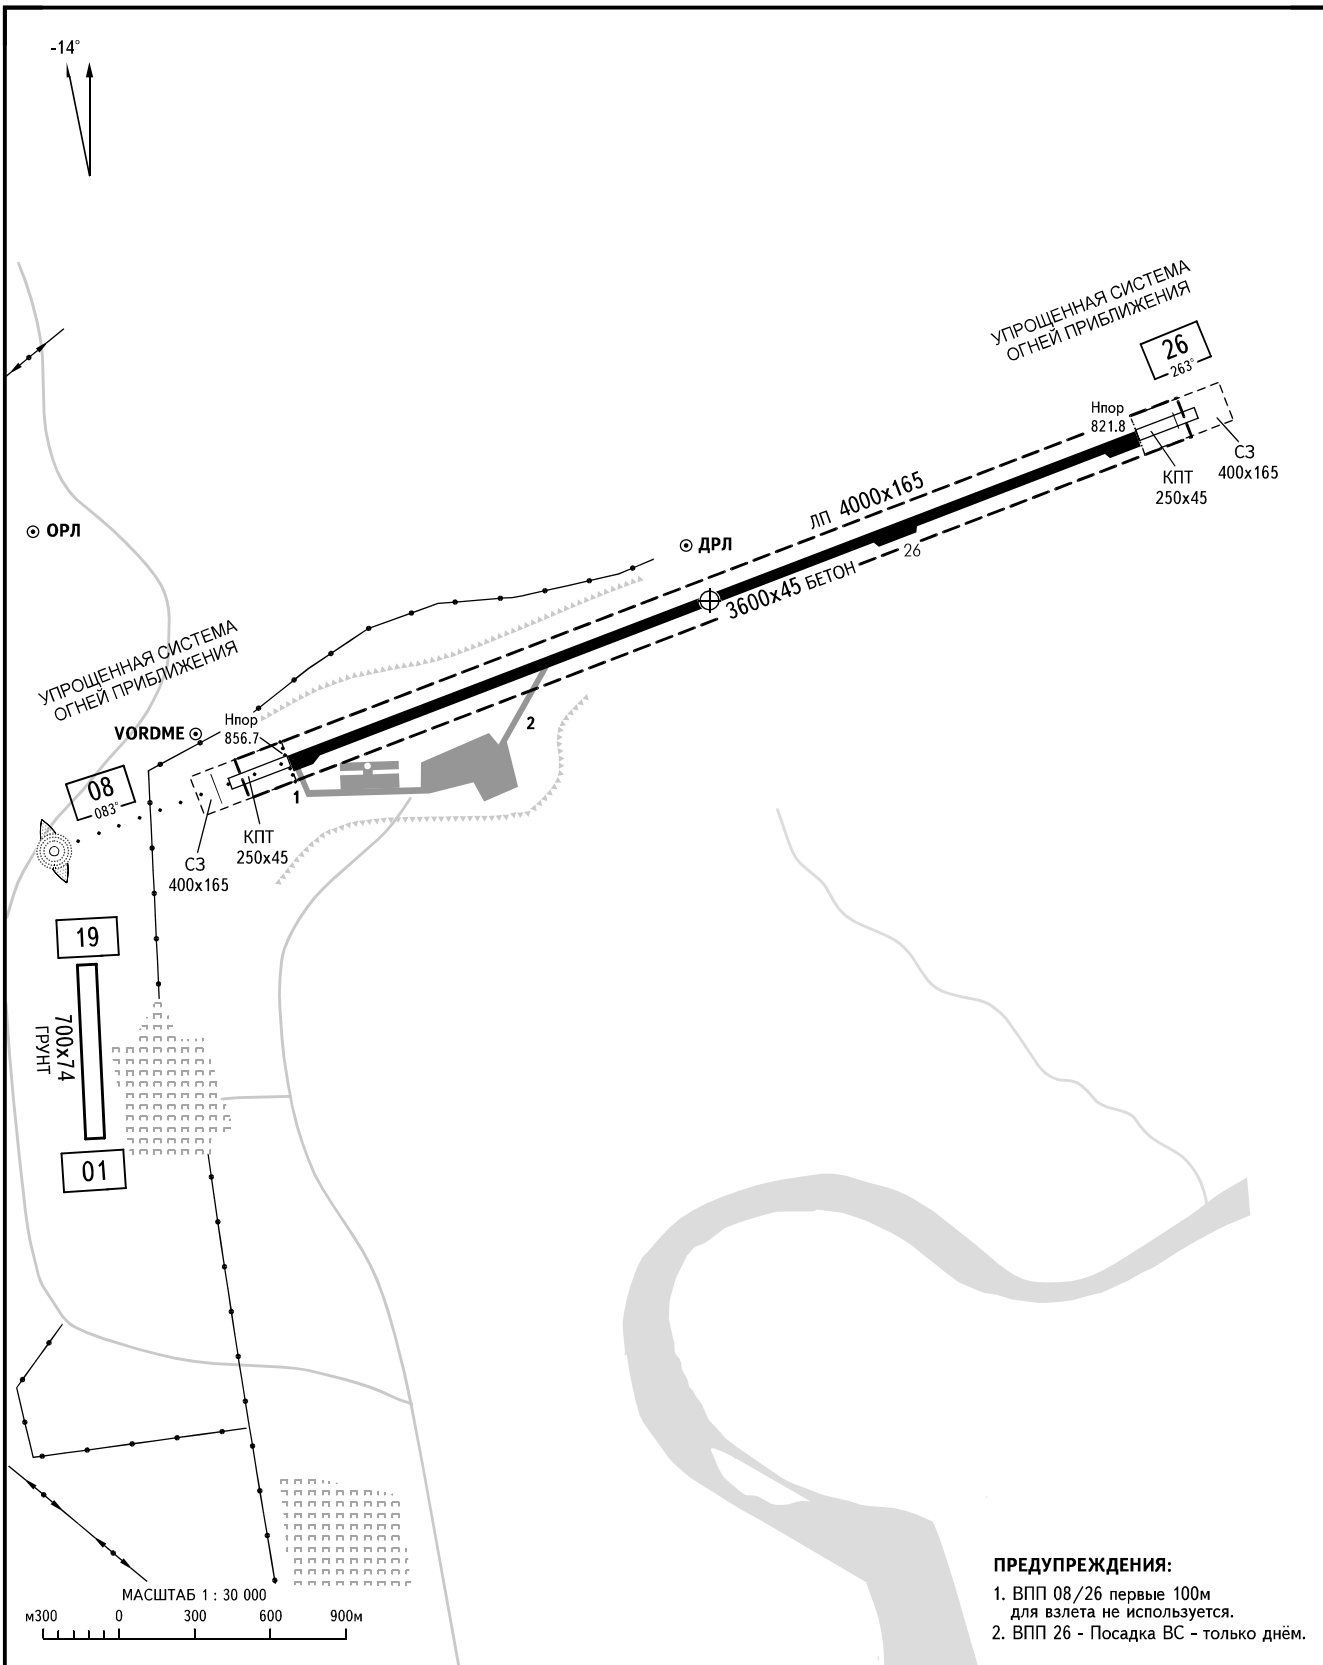 -14°
УПРОЩЕННАЯ СИСТЕМА
ОГНЕЙ ПРИБЛИЖЕНИЯ
26
263°
Нпор
821.8
СЗ
400x165
КПТ
250x45
ЛП 4000x165
ОРЛ
ДРЛ
26
3600x45 БЕТОН
УПРОЩЕННАЯ СИСТЕМА
ОГНЕЙ ПРИБЛИЖЕНИЯ
VORDME
Нпор
856.7
2
08
083°
1
КПТ
250x45
СЗ
400x165
19
700x74
ГРУНТ
01
ПРЕДУПРЕЖДЕНИЯ:
1. ВПП 08/26 первые 100м
для взлета не используется.
2. ВПП 26 - Посадка ВС - только днём.
МАСШТАБ 1 : 30 000
м300 0 300 600 900м